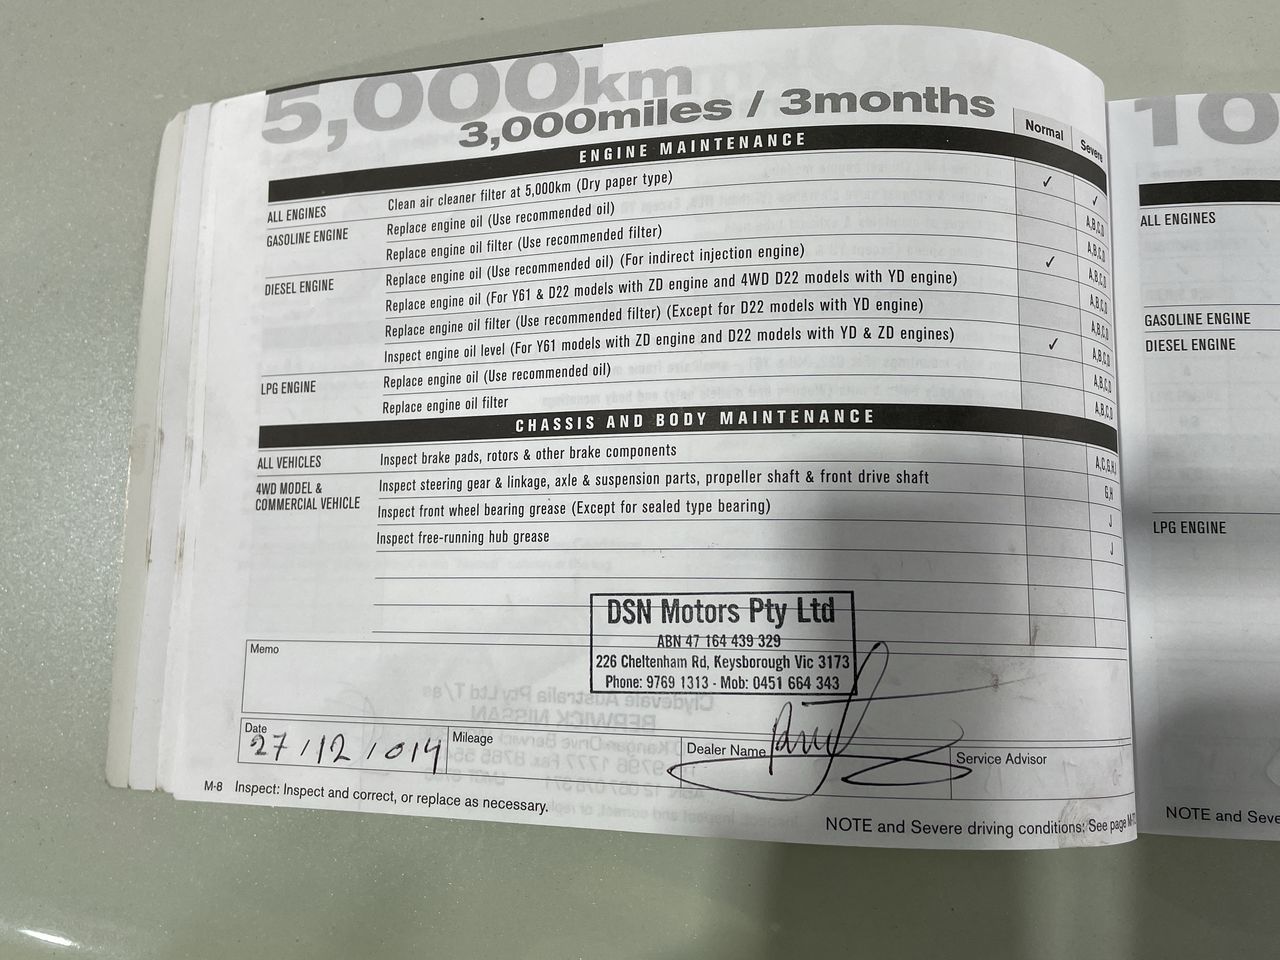 5,000km
3,000miles / 3months
Normal Severe
ENGINE MAINTENANCE
ALL ENGINES Clean air cleaner filter at 5,000km (Dry paper type) ✓ ✓
GASOLINE ENGINE Replace engine oil (Use recommended oil) A,B,C,D
Replace engine oil filter (Use recommended filter) A,B,C,D
DIESEL ENGINE Replace engine oil (Use recommended oil) (For indirect injection engine) ✓ A,B,C,D
Replace engine oil (For Y61 & D22 models with ZD engine and 4WD D22 models with YD engine) A,B,C,D
Replace engine oil filter (Use recommended filter) (Except for D22 models with YD engine) A,B,C,D
Inspect engine oil level (For Y61 models with ZD engine and D22 models with YD & ZD engines) ✓ A,B,C,D
LPG ENGINE Replace engine oil (Use recommended oil) A,B,C,D
Replace engine oil filter A,B,C,D
CHASSIS AND BODY MAINTENANCE
ALL VEHICLES Inspect brake pads, rotors & other brake components
4WD MODEL & COMMERCIAL VEHICLE Inspect steering gear & linkage, axle & suspension parts, propeller shaft & front drive shaft G,H
Inspect front wheel bearing grease (Except for sealed type bearing) J
Inspect free-running hub grease J
DSN Motors Pty Ltd
ABN 47 164 439 329
226 Cheltenham Rd, Keysborough Vic 3173
Phone: 9769 1313 - Mob: 0451 664 343
Memo
Date 27/12/014 Mileage Dealer Name Service Advisor
M-8 Inspect: Inspect and correct, or replace as necessary.
NOTE and Severe driving conditions: See page
10
ALL ENGINES
GASOLINE ENGINE
DIESEL ENGINE
LPG ENGINE
NOTE and